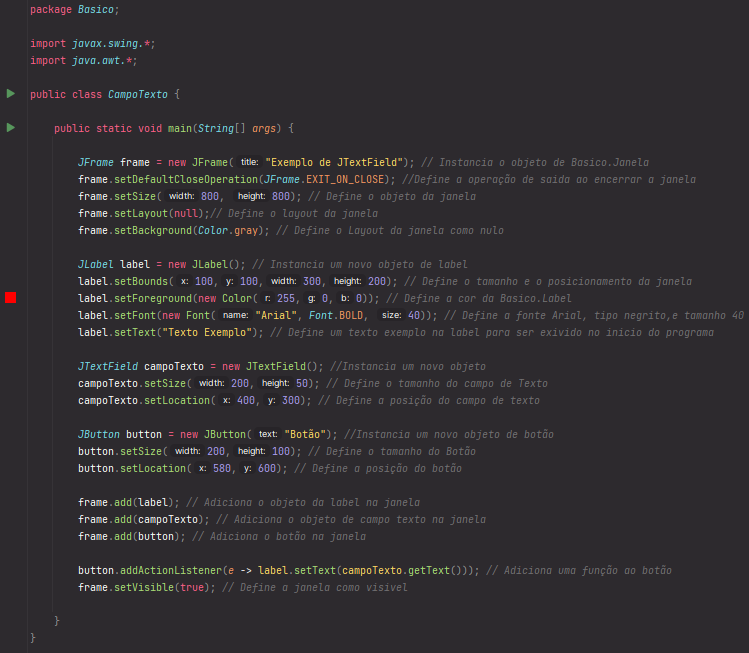 package Basico;
import javax.swing.*;
import java.awt.*;
public class CampoTexto {
public static void main(String[] args) {
JFrame frame = new JFrame( title: "Exemplo de JTextField"); // Instancia o objeto de Basico.Janela
frame.setDefaultCloseOperation(JFrame.EXIT_ON_CLOSE); //Define a operação de saida ao encerrar a janela
frame.setSize( width: 800, height: 800); // Define o objeto da janela
frame.setLayout(null);// Define o layout da janela
frame.setBackground(Color.gray); // Define o Layout da janela como nulo
JLabel label = new JLabel(); // Instancia um novo objeto de label
label.setBounds( x: 100, y: 100, width: 300, height: 200); // Define o tamanho e o posicionamento da janela
label.setForeground(new Color( r: 255, g: 0, b: 0)); // Define a cor da Basico.Label
label.setFont(new Font( name: "Arial", Font.BOLD, size: 40)); // Define a fonte Arial, tipo negrito,e tamanho 40
label.setText("Texto Exemplo"); // Define um texto exemplo na label para ser exivido no inicio do programa
JTextField campoTexto = new JTextField(); //Instancia um novo objeto
campoTexto.setSize( width: 200, height: 50); // Define o tamanho do campo de Texto
campoTexto.setLocation( x: 400, y: 300); // Define a posição do campo de texto
JButton button = new JButton( text: "Botão"); //Instancia um novo objeto de botão
button.setSize( width: 200, height: 100); // Define o tamanho do Botão
button.setLocation( x: 580, y: 600); // Define a posição do botão
frame.add(label); // Adiciona o objeto da label na janela
frame.add(campoTexto); // Adiciona o objeto de campo texto na janela
frame.add(button); // Adiciona o botão na janela
button.addActionListener(e -> label.setText(campoTexto.getText())); // Adiciona uma função ao botão
frame.setVisible(true); // Define a janela como visivel
}
}